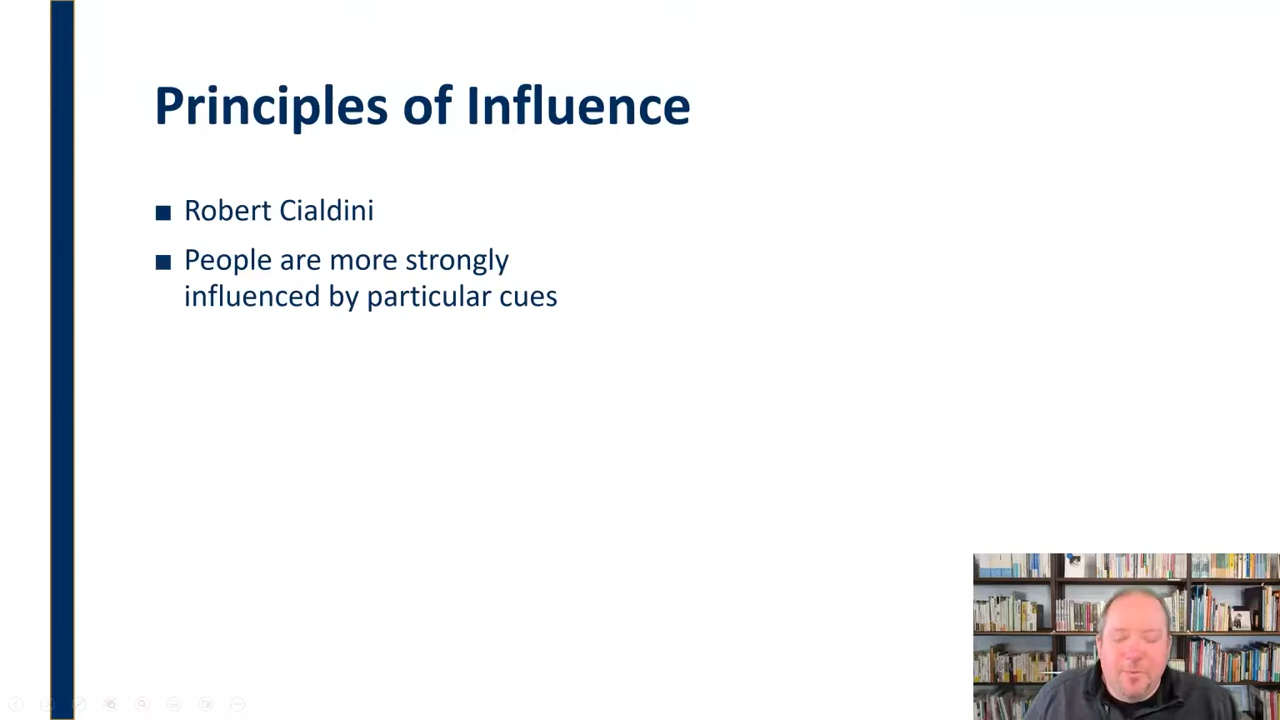 Principles of Influence
Robert Cialdini
People are more strongly
influenced by particular cues